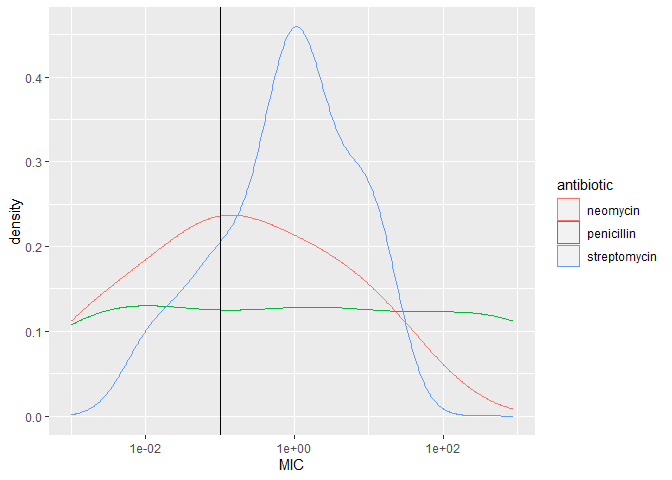 0.4
0.3
0.2
0.1
0.0
density
1e-02
1e+00
1e+02
MIC
antibiotic
neomycin
penicillin
streptomycin